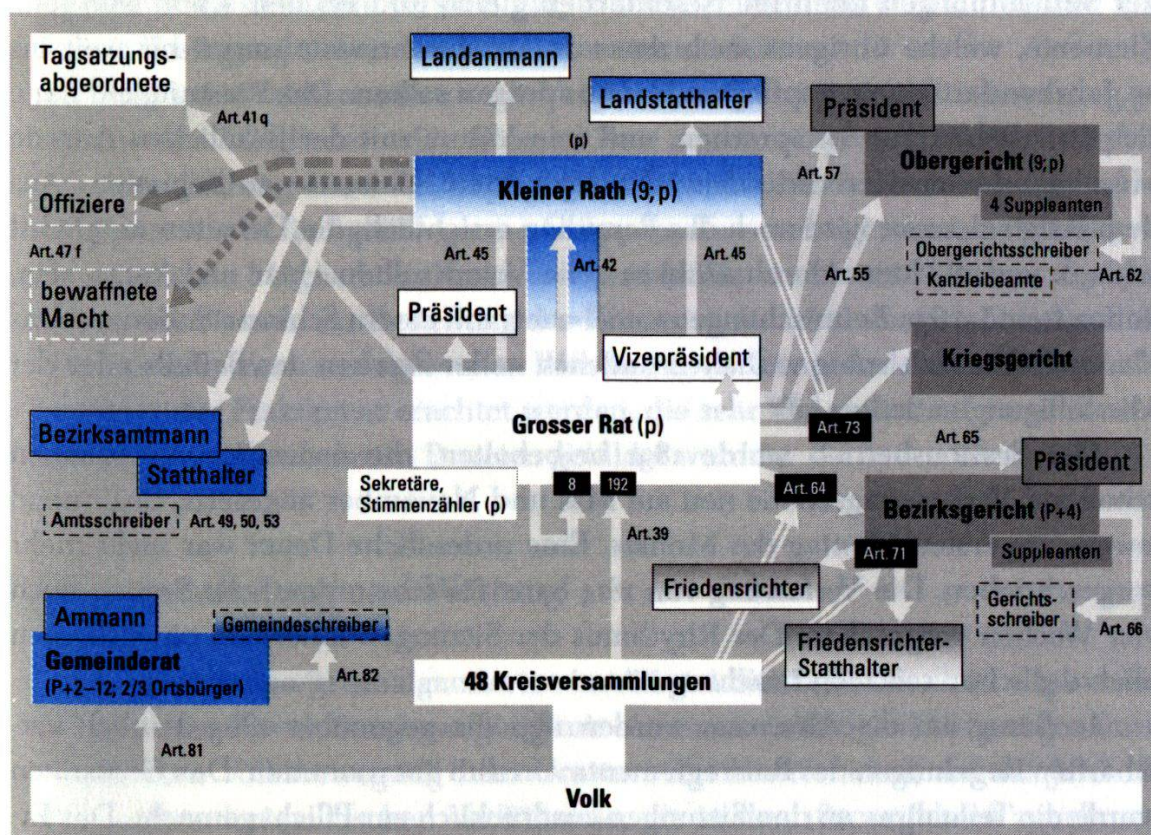 Tagsatzungs-
abgeordnete
Landammann
Landstatthalter
Präsident
Obergericht (9; p)
Art. 41 q
(p)
Kleiner Rath (9; p)
Art. 57
4 Suppleanten
Offiziere
Art. 47 f
Art. 45
Art. 42
Art. 45
Art. 55
Obergerichtsschreiber
Kanzleibeamte
Art. 62
bewaffnete
Macht
Präsident
Vizepräsident
Kriegsgericht
Grosser Rat (p)
Art. 73
Art. 65
Bezirksamtmann
Statthalter
Präsident
Sekretäre,
Stimmenzähler (p)
8
192
Art. 64
Bezirksgericht (P+4)
Amtsschreiber
Art. 49, 50, 53
Art. 39
Art. 71
Suppleanten
Friedensrichter
Ammann
Gemeindeschreiber
Gerichts-
schreiber
Art. 66
Gemeinderat
(P+2–12; 2/3 Ortsbürger)
Art. 82
48 Kreisversammlungen
Friedensrichter-
Statthalter
Art. 81
Volk